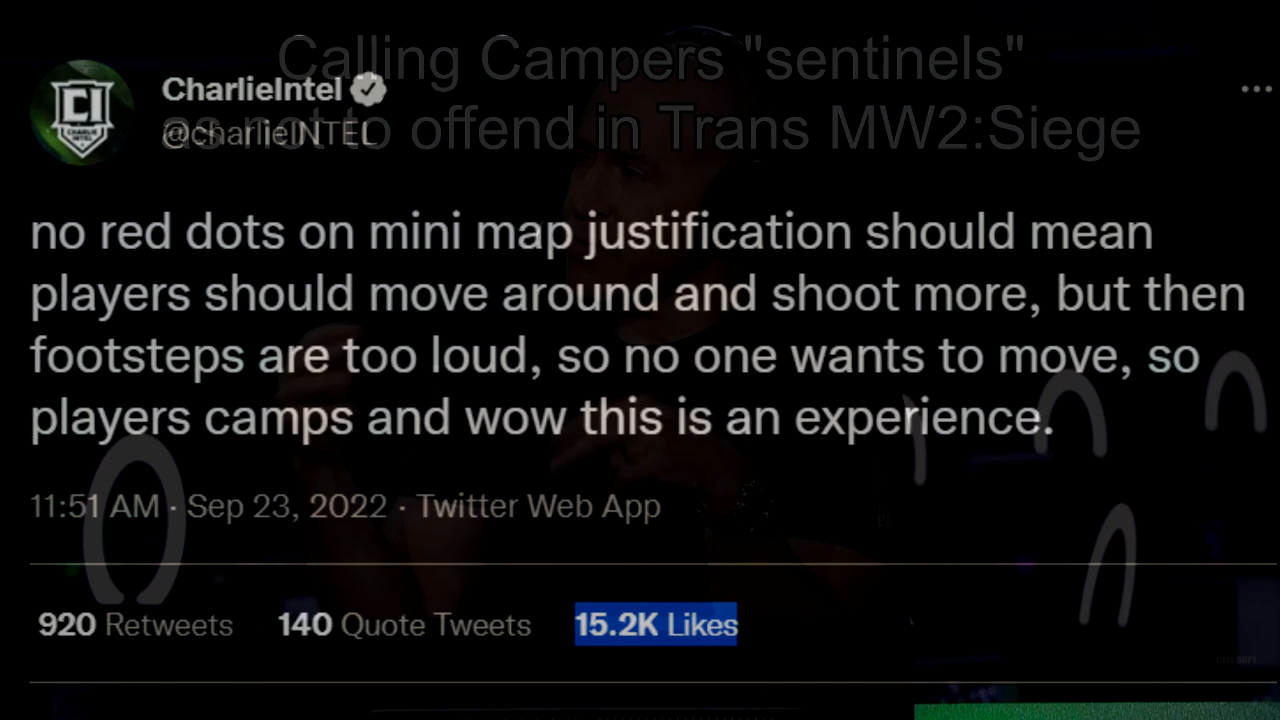 Calling Campers "sentinels"
as not to offend in Trans MW2:Siege
CI
CHARLIE
INTEL
CharlieIntel
@charlieINTEL
no red dots on mini map justification should mean
players should move around and shoot more, but then
footsteps are too loud, so no one wants to move, so
players camps and wow this is an experience.
11:51 AM · Sep 23, 2022 · Twitter Web App
920 Retweets 140 Quote Tweets 15.2K Likes